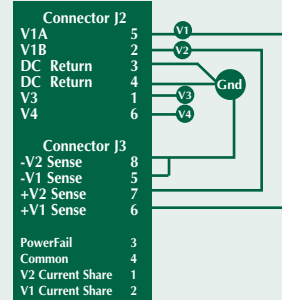 Connector J2
V1A 5 V1
V1B 2 V2
DC Return 3
DC Return 4 Gnd
V3 1 V3
V4 6 V4
Connector J3
-V2 Sense 8
-V1 Sense 5
+V2 Sense 7
+V1 Sense 6
PowerFail 3
Common 4
V2 Current Share 1
V1 Current Share 2